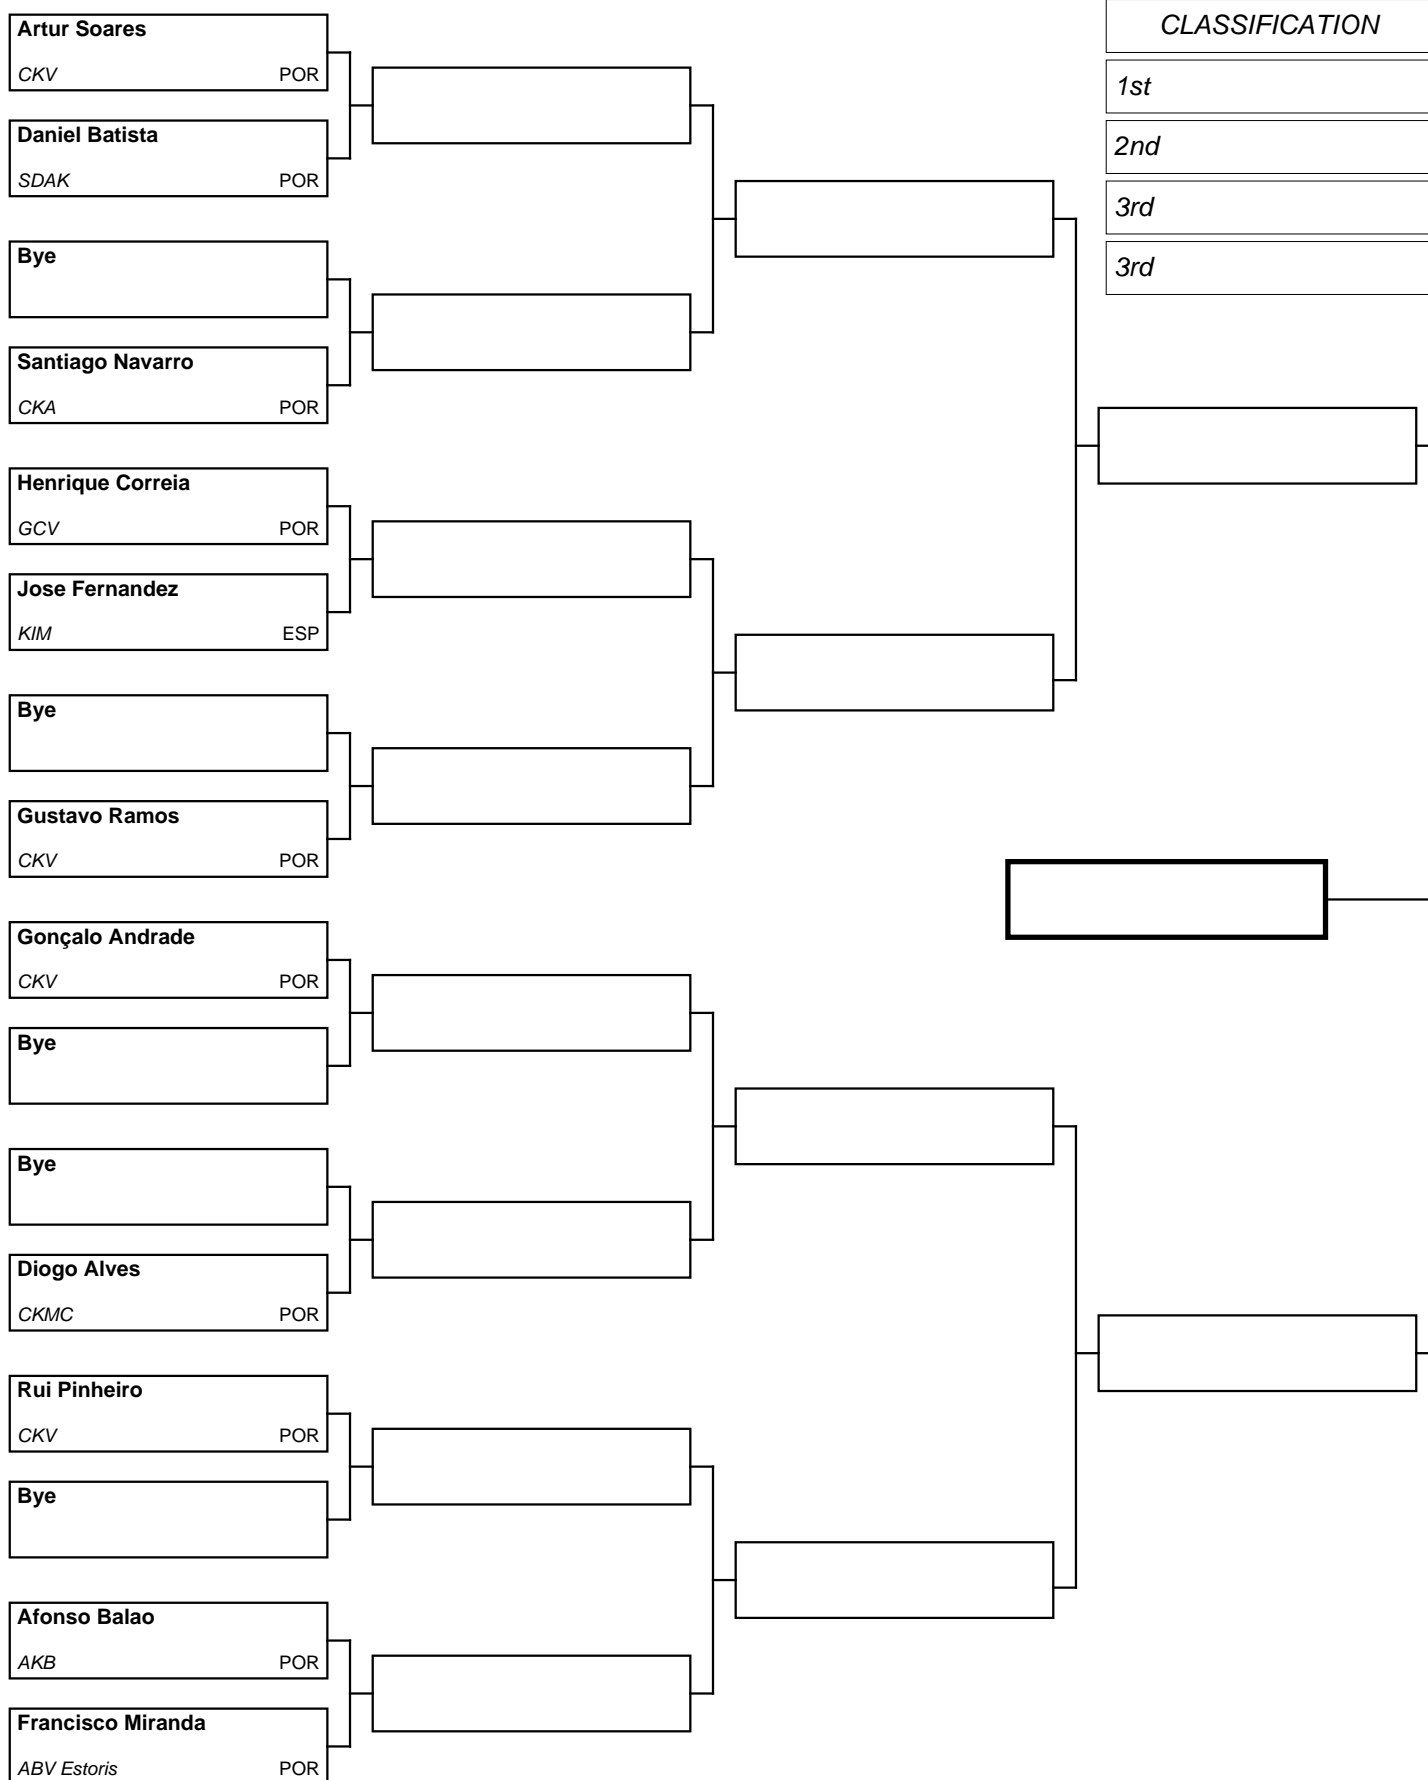 CLASSIFICATION
1st
2nd
3rd
3rd
Artur Soares
CKV POR
Daniel Batista
SDAK POR
Bye
Santiago Navarro
CKA POR
Henrique Correia
GCV POR
Jose Fernandez
KIM ESP
Bye
Gustavo Ramos
CKV POR
Gonçalo Andrade
CKV POR
Bye
Bye
Diogo Alves
CKMC POR
Rui Pinheiro
CKV POR
Bye
Afonso Balao
AKB POR
Francisco Miranda
ABV Estoris POR